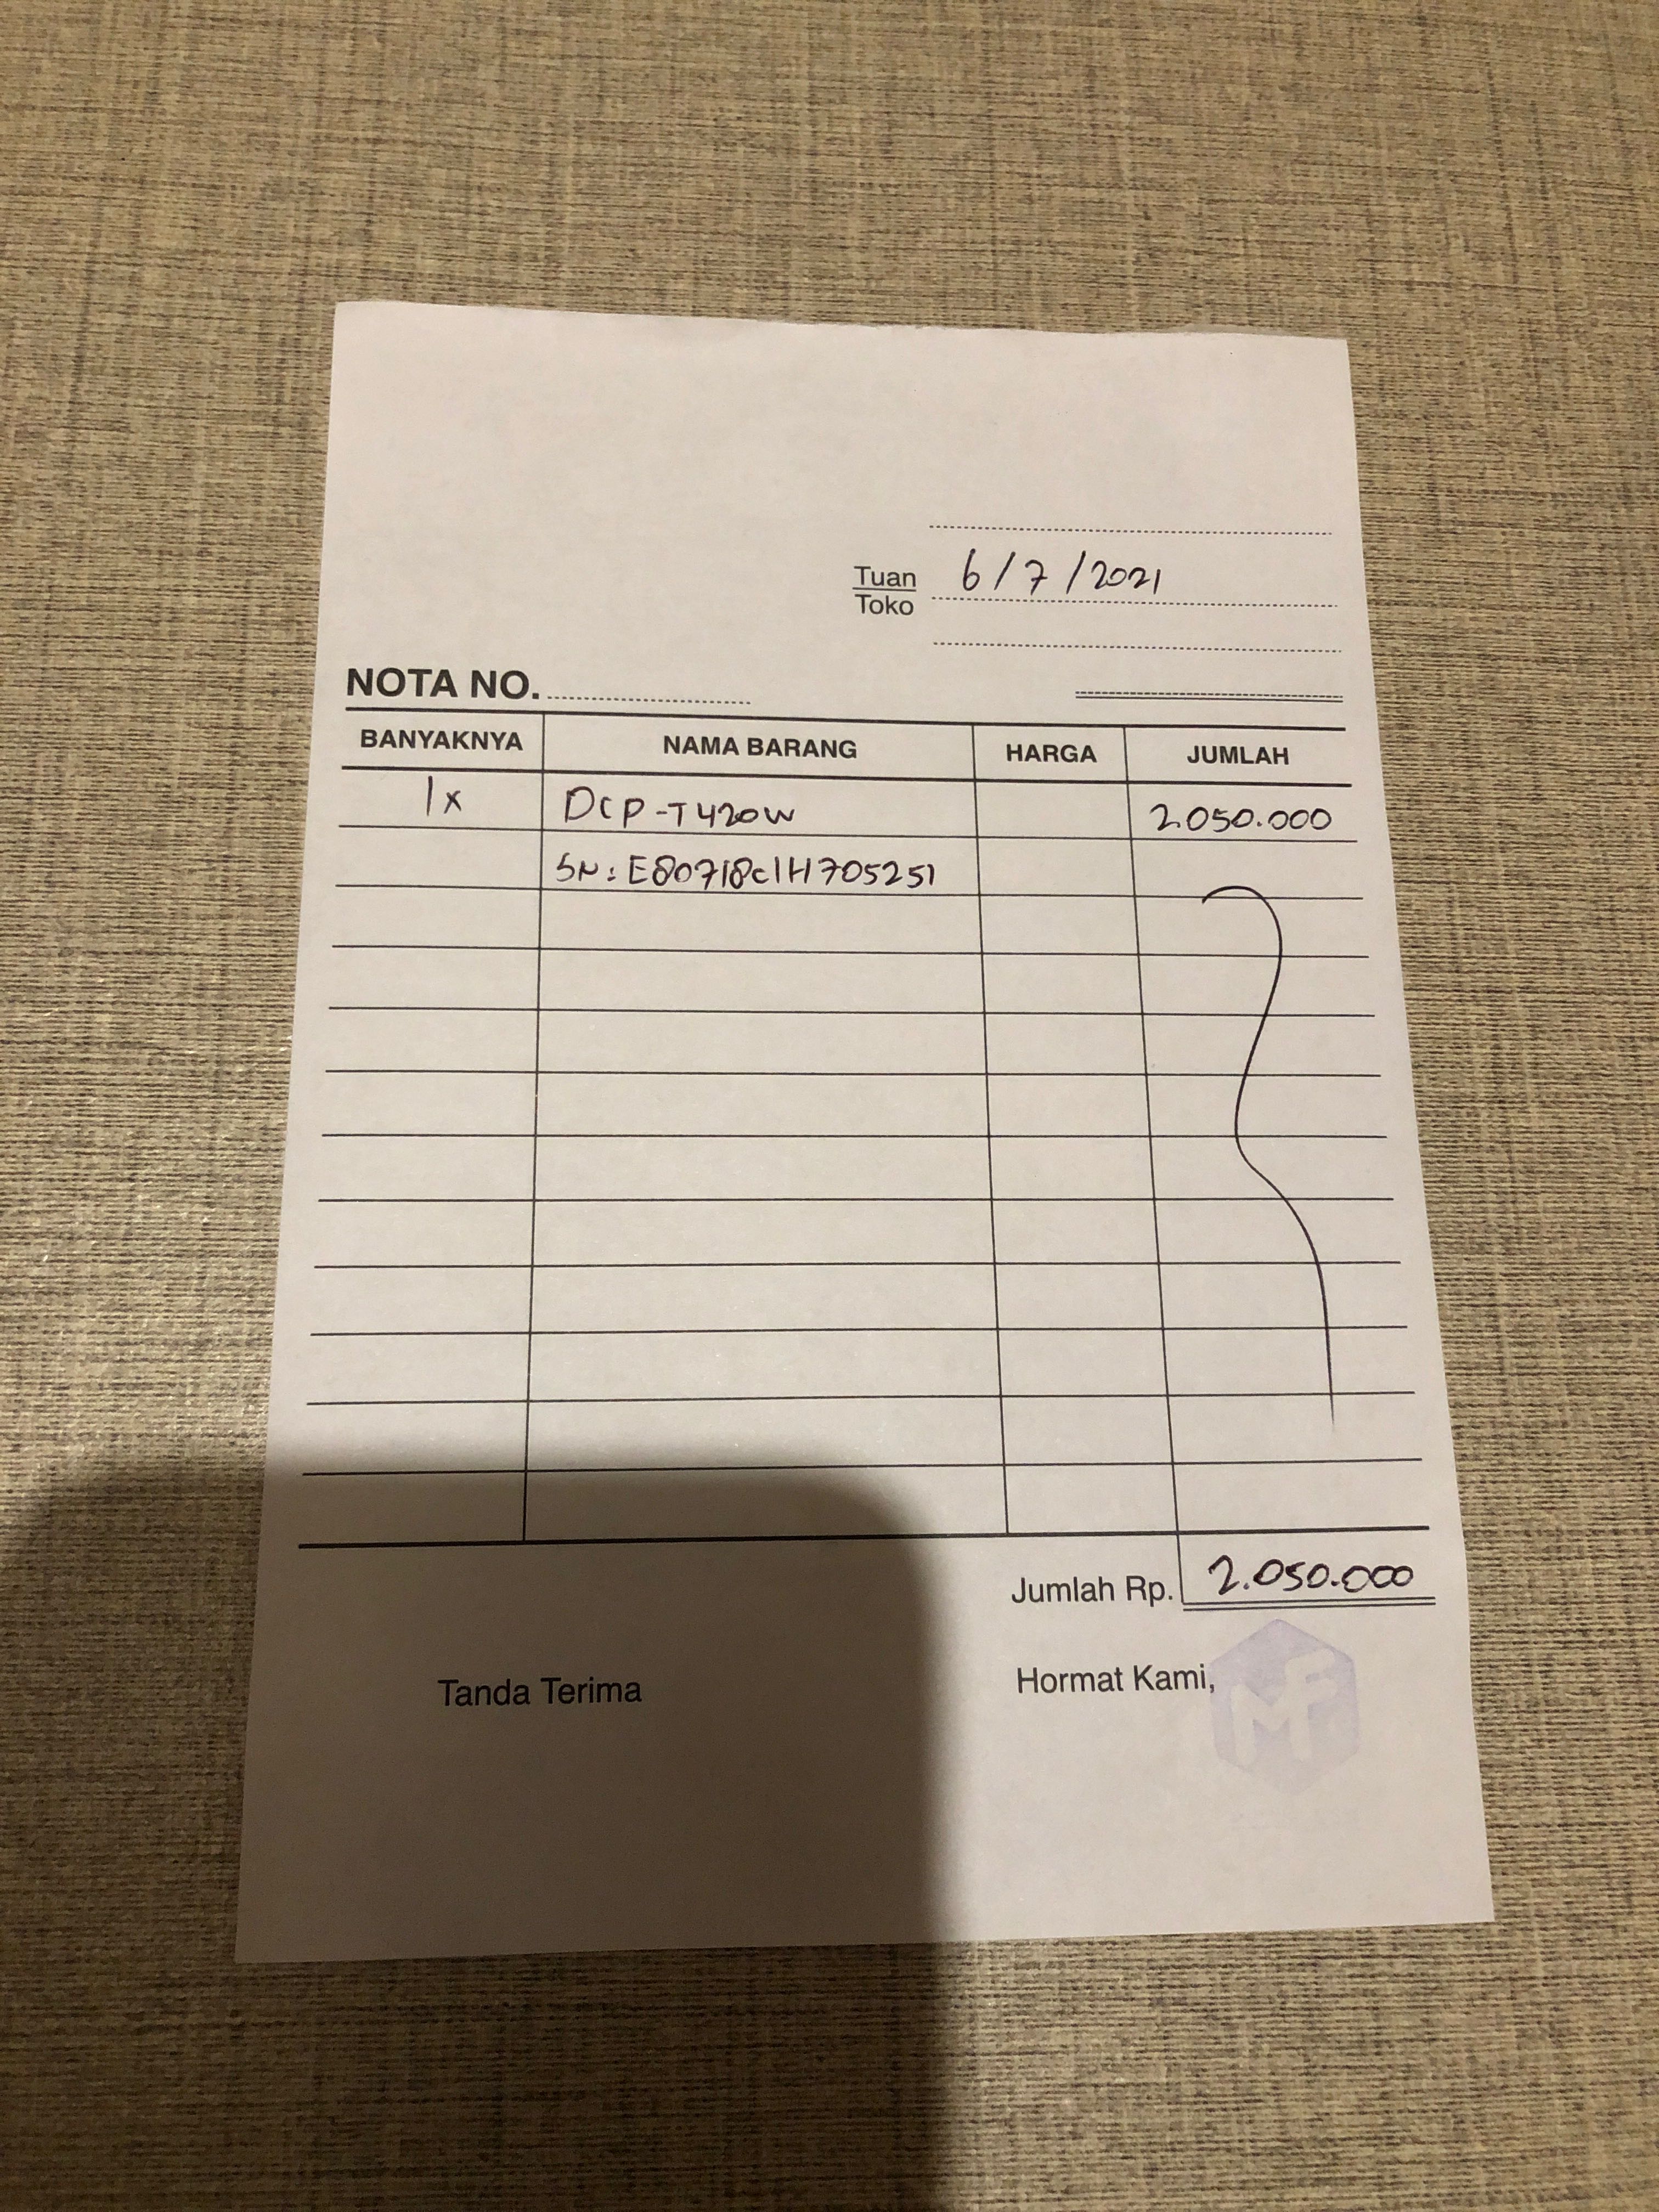 6/7/2021
Tuan
Toko
NOTA NO.
BANYAKNYA NAMA BARANG HARGA JUMLAH
1x DCP-T420W 2.050.000
SN: E80718C1H705251
Jumlah Rp. 2.050.000
Tanda Terima Hormat Kami,
MF